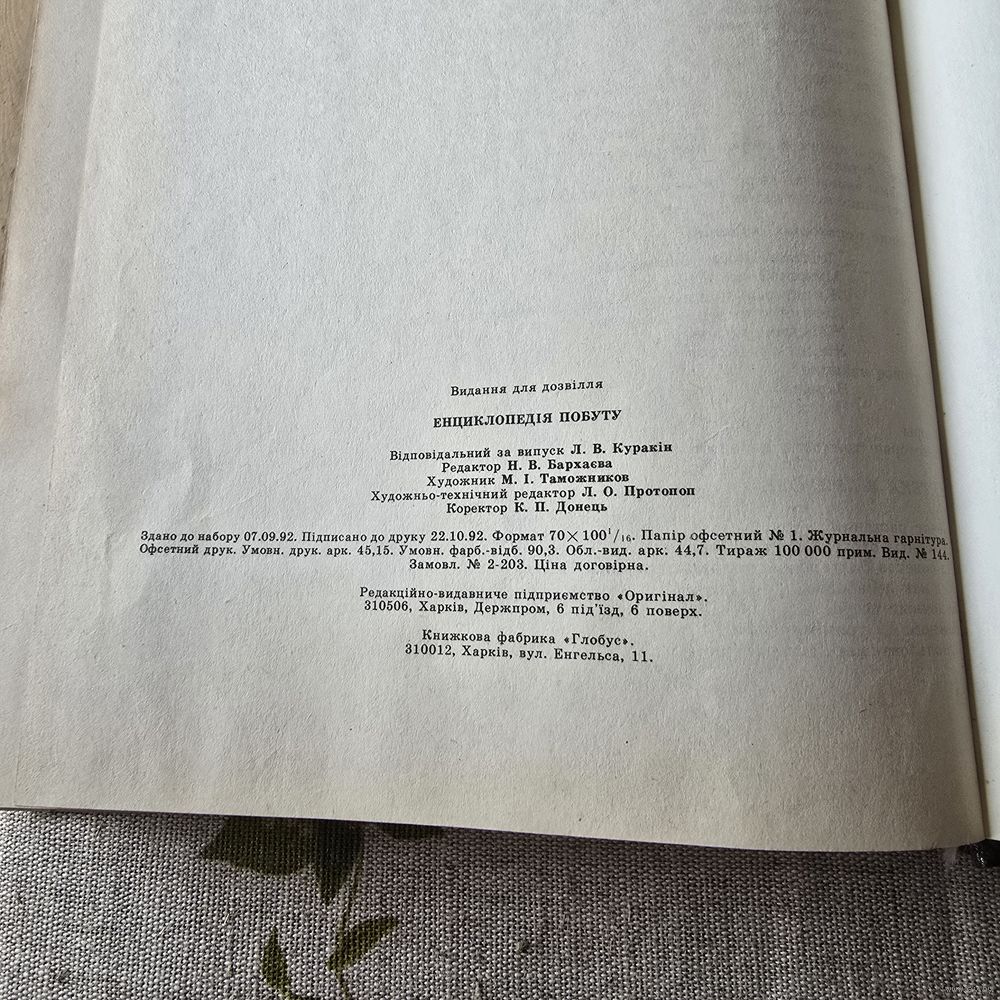 Видання для дозвілля
ЕНЦИКЛОПЕДІЯ ПОБУТУ
Відповідальний за випуск Л. В. Куракін
Редактор Н. В. Бархаєва
Художник М. І. Таможников
Художньо-технічний редактор Л. О. Протопоп
Коректор К. П. Донець
Здано до набору 07.09.92. Підписано до друку 22.10.92. Формат 70×100¹/₁₆. Папір офсетний № 1. Журнальна гарнітура.
Офсетний друк. Умовн. друк. арк. 45,15. Умовн. фарб.-відб. 90,3. Обл.-вид. арк. 44,7. Тираж 100 000 прим. Вид. № 144.
Замовл. № 2-203. Ціна договірна.
Редакційно-видавниче підприємство «Оригінал».
310506, Харків, Держпром, 6 під'їзд, 6 поверх.
Книжкова фабрика «Глобус».
310012, Харків, вул. Енгельса, 11.